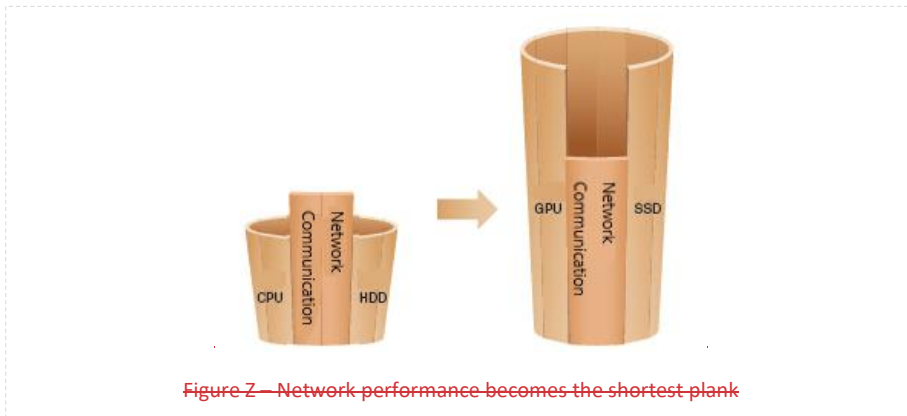 CPU
Network
Communication
HDD
GPU
Network
Communication
SSD
Figure Z – Network performance becomes the shortest plank